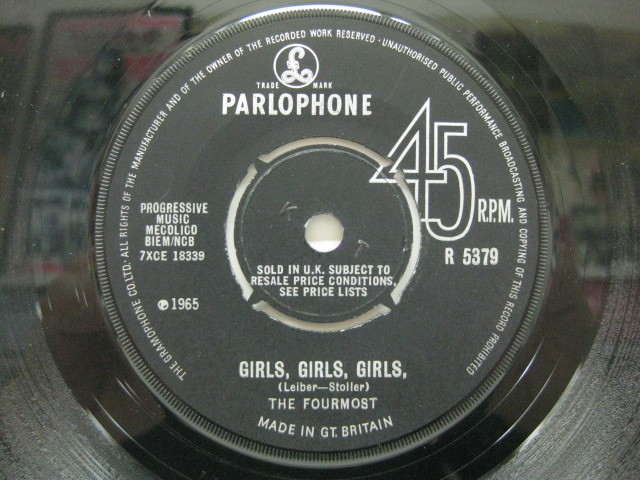 THE GRAMOPHONE CO.LTD. ALL RIGHTS OF THE MANUFACTURER AND OF THE OWNER OF THE RECORDED WORK RESERVED · UNAUTHORISED PUBLIC PERFORMANCE BROADCASTING AND COPYING OF THIS RECORD PROHIBITED
£
TRADE MARK
PARLOPHONE
45
R.P.M.
R 5379
PROGRESSIVE
MUSIC
MECOLICO
BIEM/NCB
7XCE 18339
K T
SOLD IN U.K. SUBJECT TO
RESALE PRICE CONDITIONS,
SEE PRICE LISTS
℗ 1965
GIRLS, GIRLS, GIRLS,
(Leiber—Stoller)
THE FOURMOST
MADE IN GT. BRITAIN